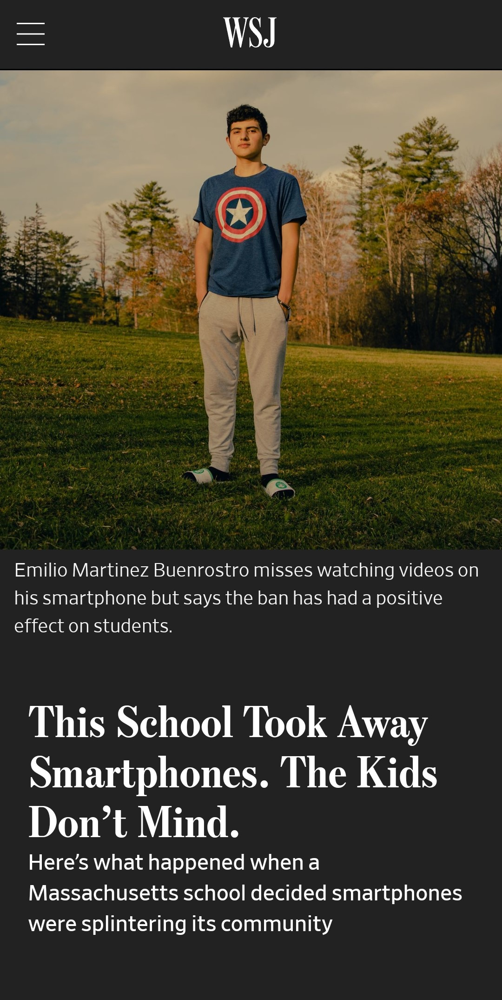 WSJ
Emilio Martinez Buenrostro misses watching videos on
his smartphone but says the ban has had a positive
effect on students.
This School Took Away
Smartphones. The Kids
Don’t Mind.
Here’s what happened when a
Massachusetts school decided smartphones
were splintering its community